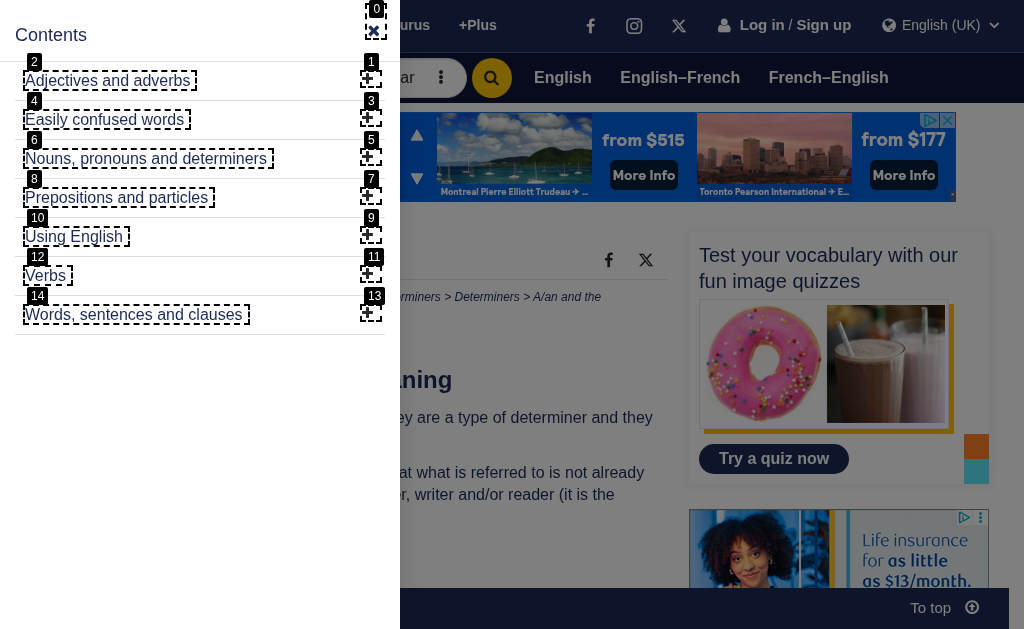 0
Contents
urus
+Plus
Log in / Sign up
English (UK)
1
2
Adjectives and adverbs
ar
English
English–French
French–English
3
4
Easily confused words
5
6
Nouns, pronouns and determiners
7
8
Prepositions and particles
9
10
Using English
11
12
Verbs
13
14
Words, sentences and clauses
from $515
More Info
Montreal Pierre Elliott Trudeau ✈ ...
from $177
More Info
Toronto Pearson International ✈ E...
rminers > Determiners > A/an and the
ning
ey are a type of determiner and they
at what is referred to is not already
r, writer and/or reader (it is the
Test your vocabulary with our
fun image quizzes
Try a quiz now
Life insurance
for as little
as $13/month.
To top